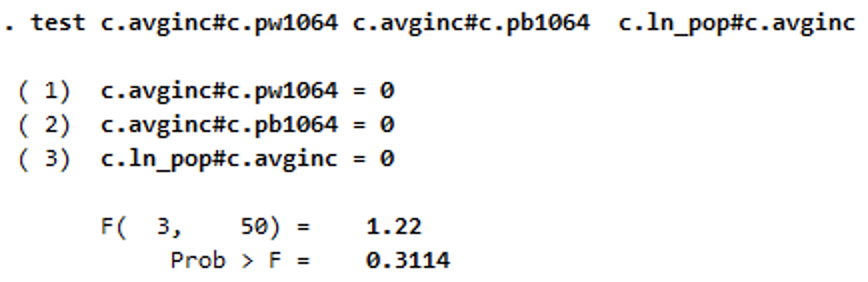 . test c.avginc#c.pw1064 c.avginc#c.pb1064  c.ln_pop#c.avginc
( 1)  c.avginc#c.pw1064 = 0
( 2)  c.avginc#c.pb1064 = 0
( 3)  c.ln_pop#c.avginc = 0
F(  3,    50) =    1.22
Prob > F =    0.3114